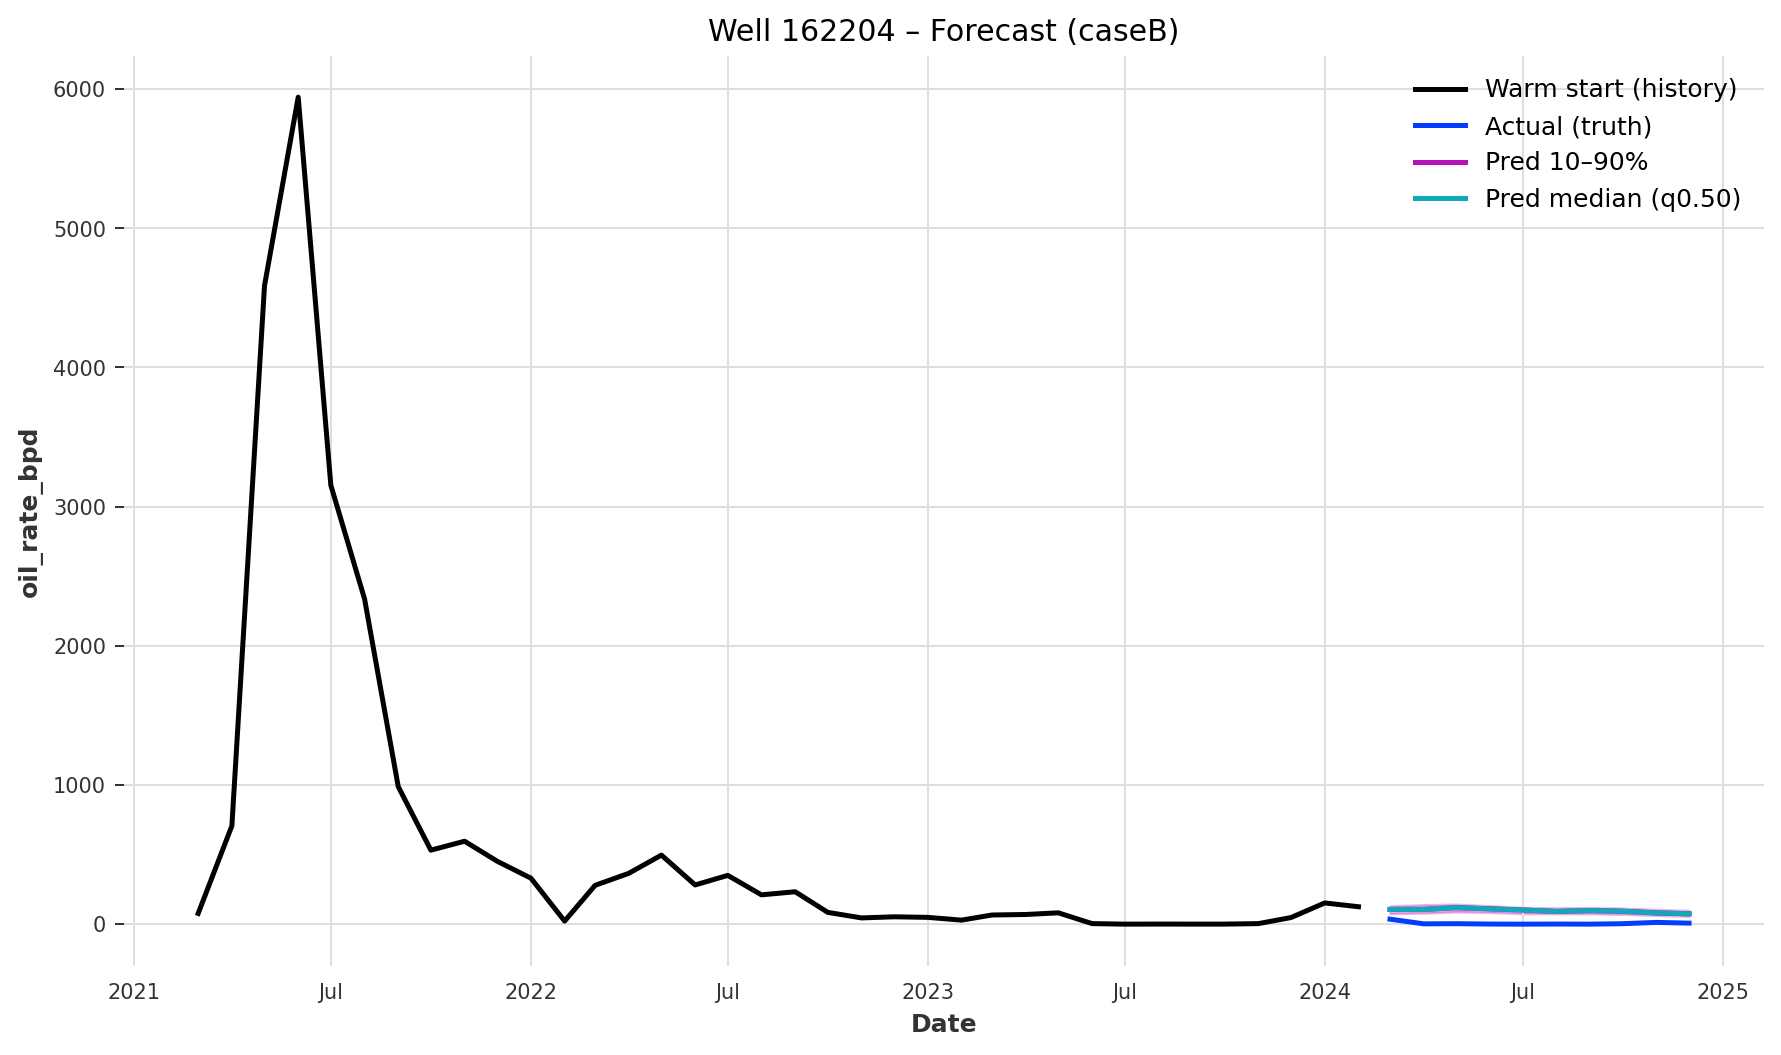 Well 162204 – Forecast (caseB)
Warm start (history)
Actual (truth)
Pred 10–90%
Pred median (q0.50)
oil_rate_bpd
6000
5000
4000
3000
2000
1000
0
2021
Jul
2022
Jul
2023
Jul
2024
Jul
2025
Date